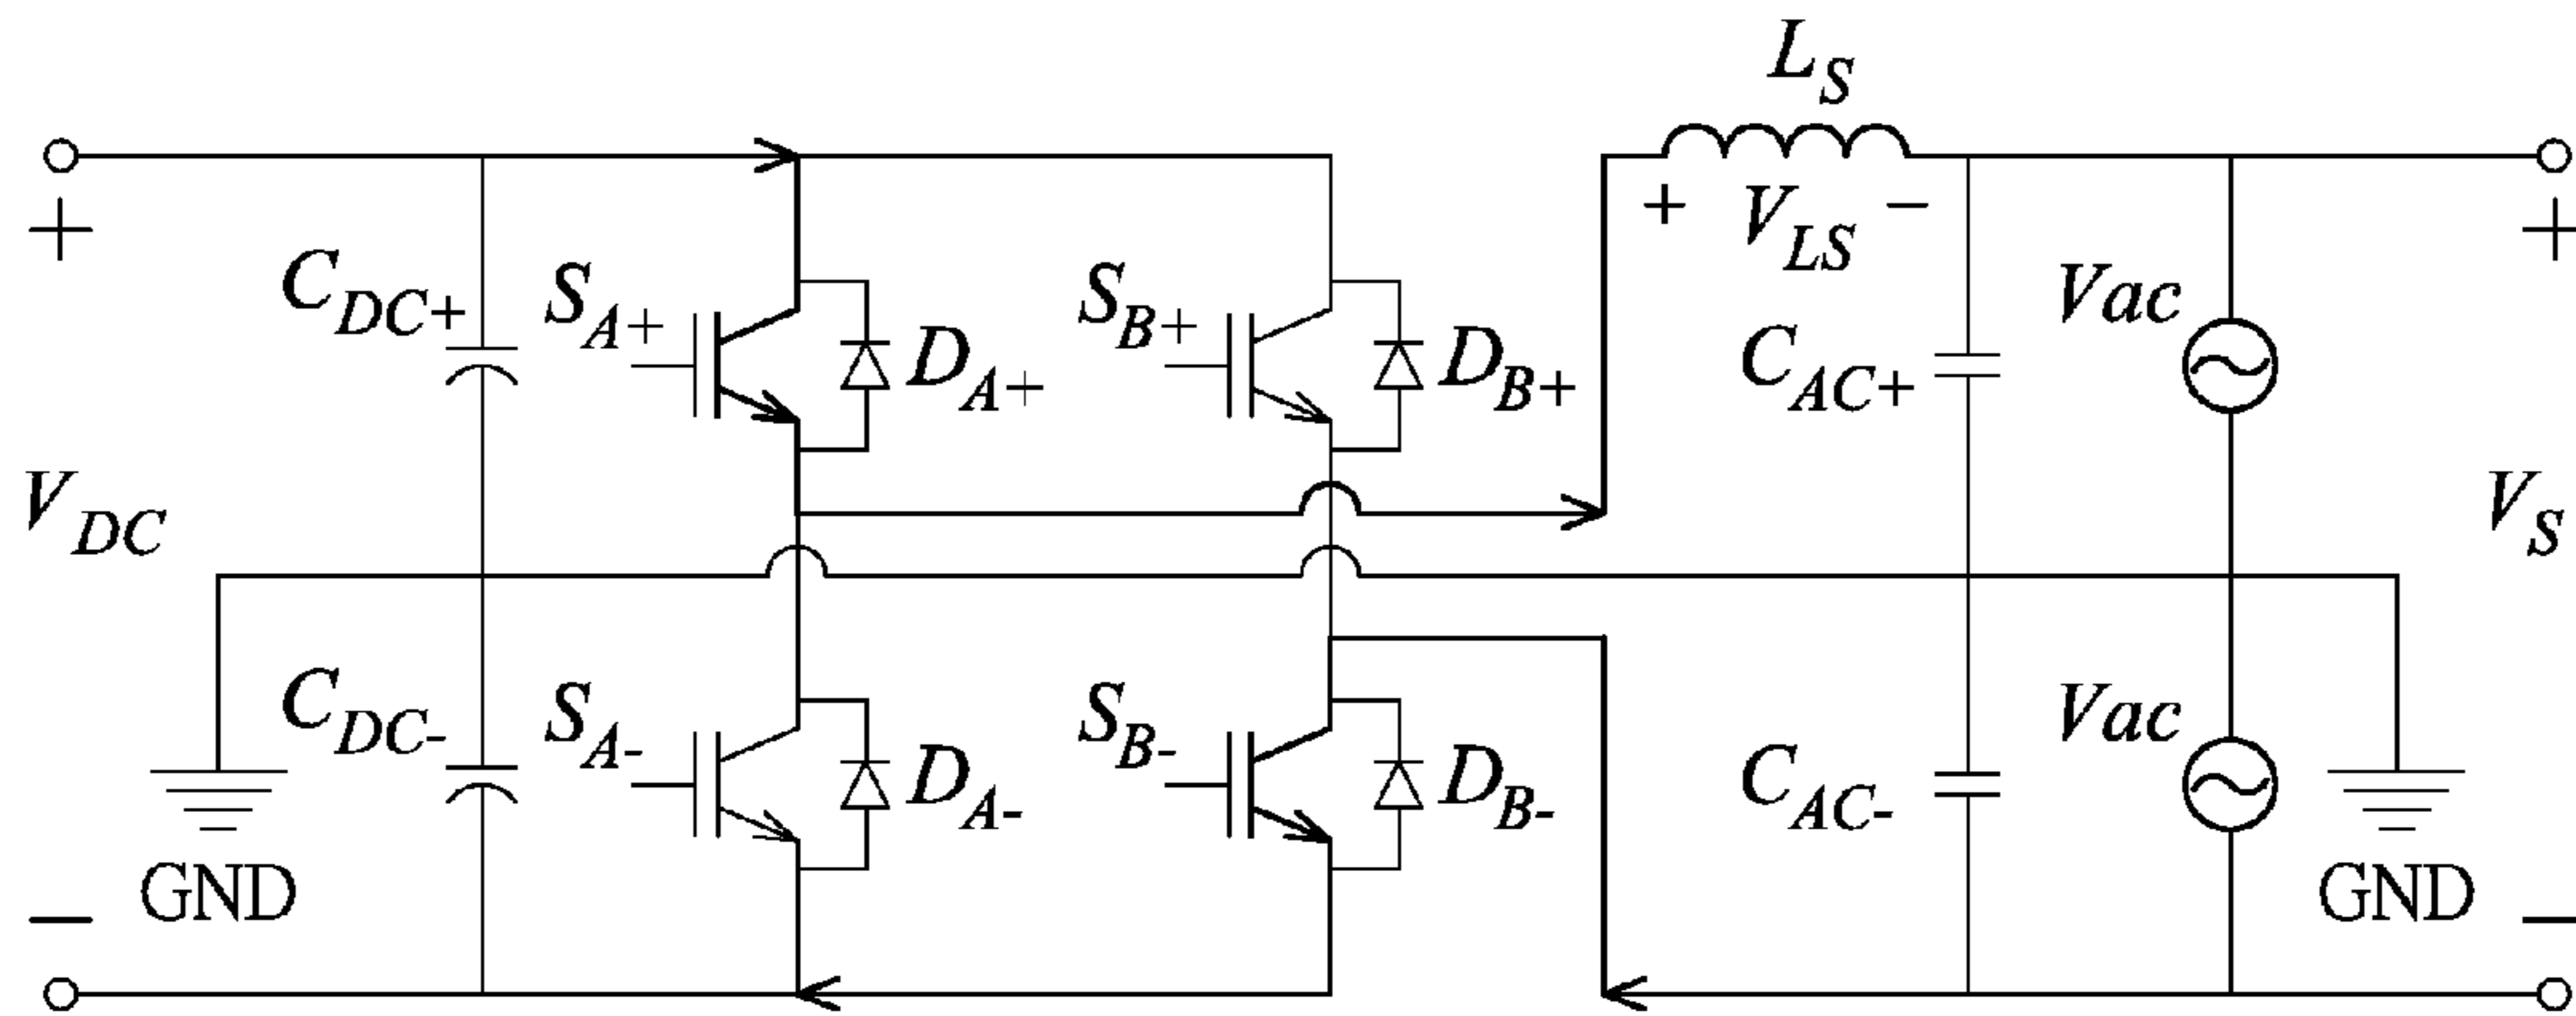 L_S
+ V_LS −
+
+
C_DC+
S_A+
D_A+
S_B+
D_B+
C_AC+
Vac
V_DC
V_S
C_DC-
S_A-
D_A-
S_B-
D_B-
C_AC-
Vac
GND
GND
−
−